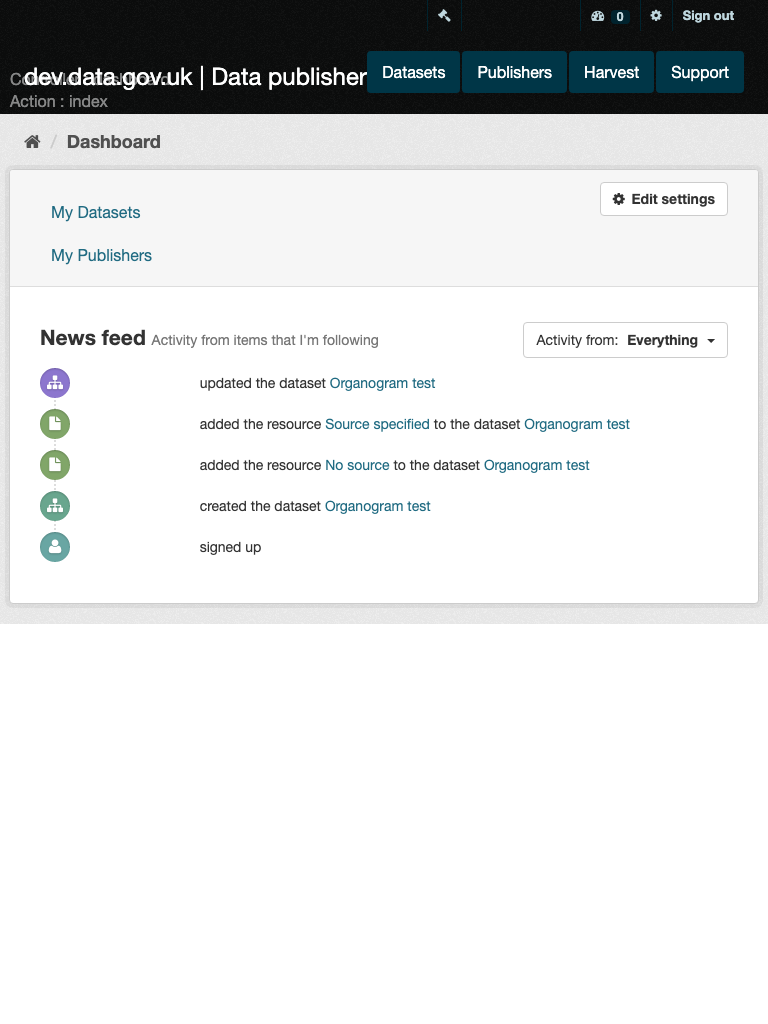 0 Sign out
Controller : dashboard
dev.data.gov.uk | Data publisher
Datasets Publishers Harvest Support
Action : index
/ Dashboard
Edit settings
My Datasets
My Publishers
News feed Activity from items that I'm following
Activity from: Everything
updated the dataset Organogram test
added the resource Source specified to the dataset Organogram test
added the resource No source to the dataset Organogram test
created the dataset Organogram test
signed up